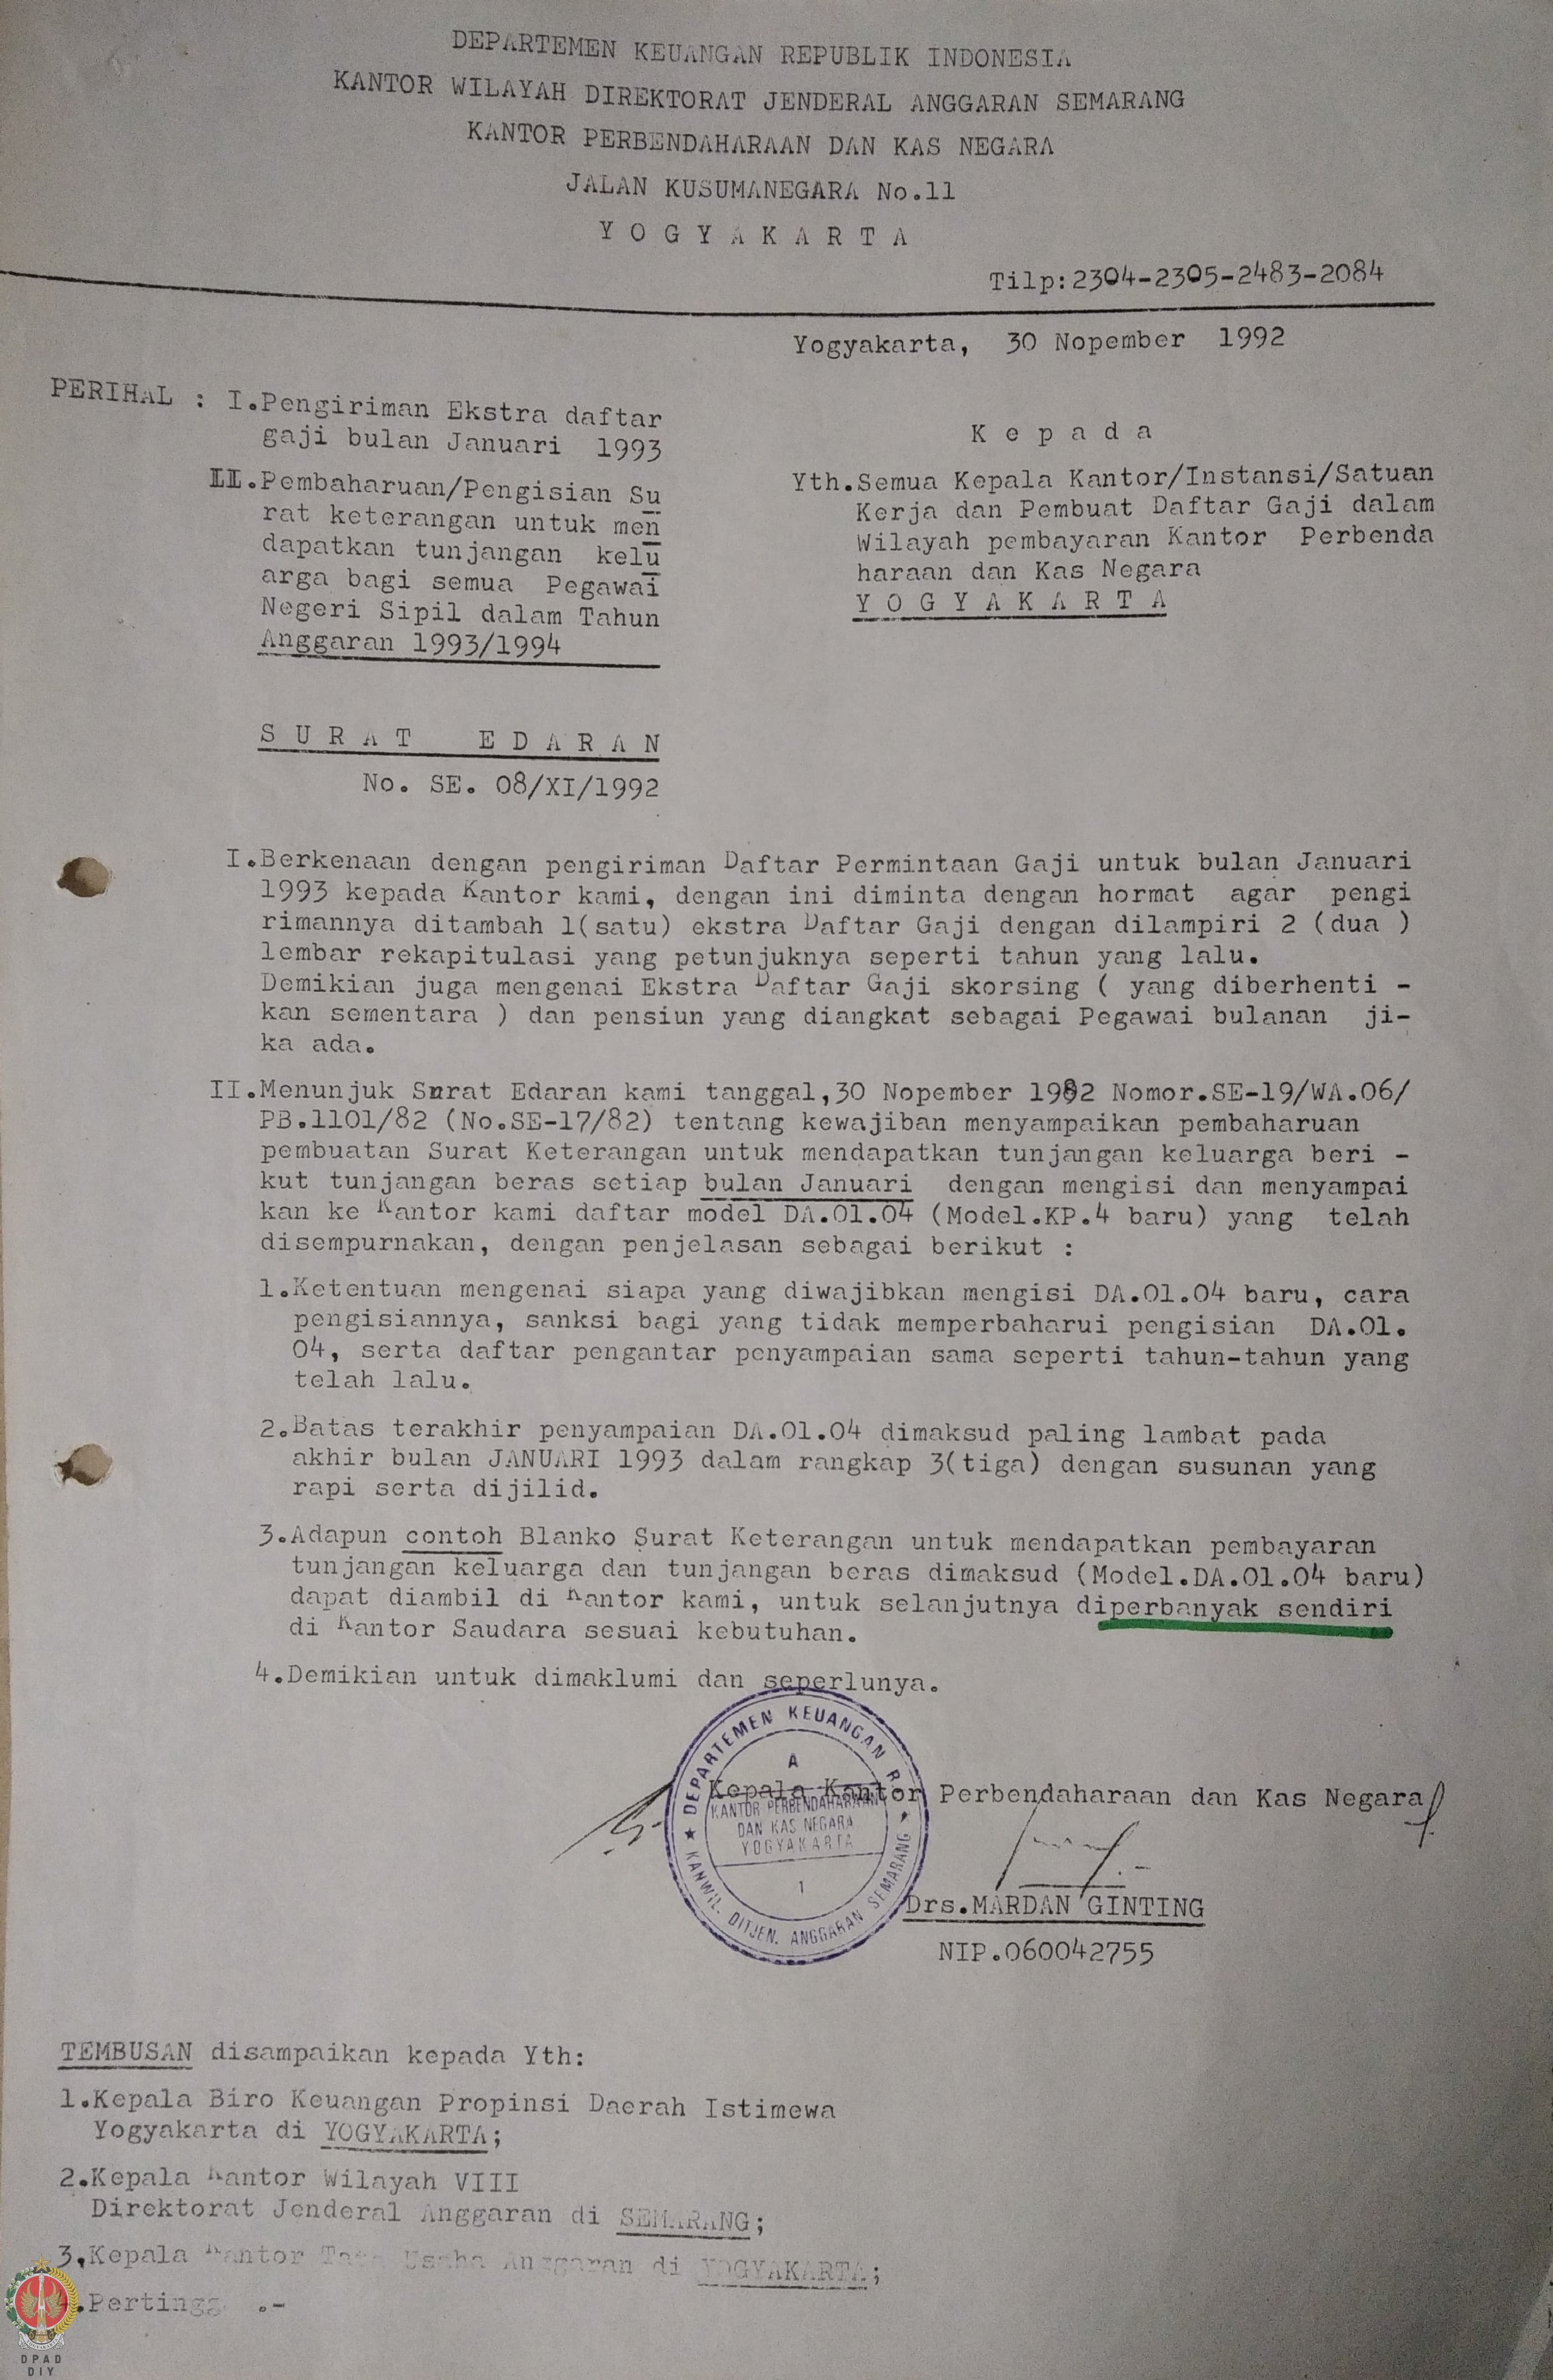 DEPARTEMEN KEUANGAN REPUBLIK INDONESIA
KANTOR WILAYAH DIREKTORAT JENDERAL ANGGARAN SEMARANG
KANTOR PERBENDAHARAAN DAN KAS NEGARA
JALAN KUSUMANEGARA No.11
Y O G Y A K A R T A
Tilp:2304-2305-2483-2084
Yogyakarta, 30 Nopember 1992
PERIHAL : I.Pengiriman Ekstra daftar
gaji bulan Januari 1993
II.Pembaharuan/Pengisian Su
rat keterangan untuk men
dapatkan tunjangan kelu
arga bagi semua Pegawai
Negeri Sipil dalam Tahun
Anggaran 1993/1994
K e p a d a
Yth.Semua Kepala Kantor/Instansi/Satuan
Kerja dan Pembuat Daftar Gaji dalam
Wilayah pembayaran Kantor Perbenda
haraan dan Kas Negara
Y O G Y A K A R T A
S U R A T E D A R A N
No. SE. 08/XI/1992
I.Berkenaan dengan pengiriman Daftar Permintaan Gaji untuk bulan Januari
1993 kepada Kantor kami, dengan ini diminta dengan hormat agar pengi
rimannya ditambah 1(satu) ekstra Daftar Gaji dengan dilampiri 2 (dua )
lembar rekapitulasi yang petunjuknya seperti tahun yang lalu.
Demikian juga mengenai Ekstra Daftar Gaji skorsing ( yang diberhenti -
kan sementara ) dan pensiun yang diangkat sebagai Pegawai bulanan ji-
ka ada.
II.Menunjuk Surat Edaran kami tanggal,30 Nopember 1982 Nomor.SE-19/WA.06/
PB.1101/82 (No.SE-17/82) tentang kewajiban menyampaikan pembaharuan
pembuatan Surat Keterangan untuk mendapatkan tunjangan keluarga beri -
kut tunjangan beras setiap bulan Januari dengan mengisi dan menyampai
kan ke Kantor kami daftar model DA.01.04 (Model.KP.4 baru) yang telah
disempurnakan, dengan penjelasan sebagai berikut :
1.Ketentuan mengenai siapa yang diwajibkan mengisi DA.01.04 baru, cara
pengisiannya, sanksi bagi yang tidak memperbaharui pengisian DA.01.
04, serta daftar pengantar penyampaian sama seperti tahun-tahun yang
telah lalu.
2.Batas terakhir penyampaian DA.01.04 dimaksud paling lambat pada
akhir bulan JANUARI 1993 dalam rangkap 3(tiga) dengan susunan yang
rapi serta dijilid.
3.Adapun contoh Blanko Surat Keterangan untuk mendapatkan pembayaran
tunjangan keluarga dan tunjangan beras dimaksud (Model.DA.01.04 baru)
dapat diambil di Kantor kami, untuk selanjutnya diperbanyak sendiri
di Kantor Saudara sesuai kebutuhan.
4.Demikian untuk dimaklumi dan seperlunya.
DEPARTEMEN KEUANGAN R.I.
A
Kepala Kantor Perbendaharaan dan Kas Negara
KANTOR PERBENDAHARAAN
DAN KAS NEGARA
YOGYAKARTA
1
KANWIL. DITJEN. ANGGARAN SEMARANG
Drs.MARDAN GINTING
NIP.060042755
TEMBUSAN disampaikan kepada Yth:
1.Kepala Biro Keuangan Propinsi Daerah Istimewa
Yogyakarta di YOGYAKARTA;
2.Kepala Kantor Wilayah VIII
Direktorat Jenderal Anggaran di SEMARANG;
3.Kepala Kantor Tata Usaha Anggaran di YOGYAKARTA;
.-
DPAD
DIY